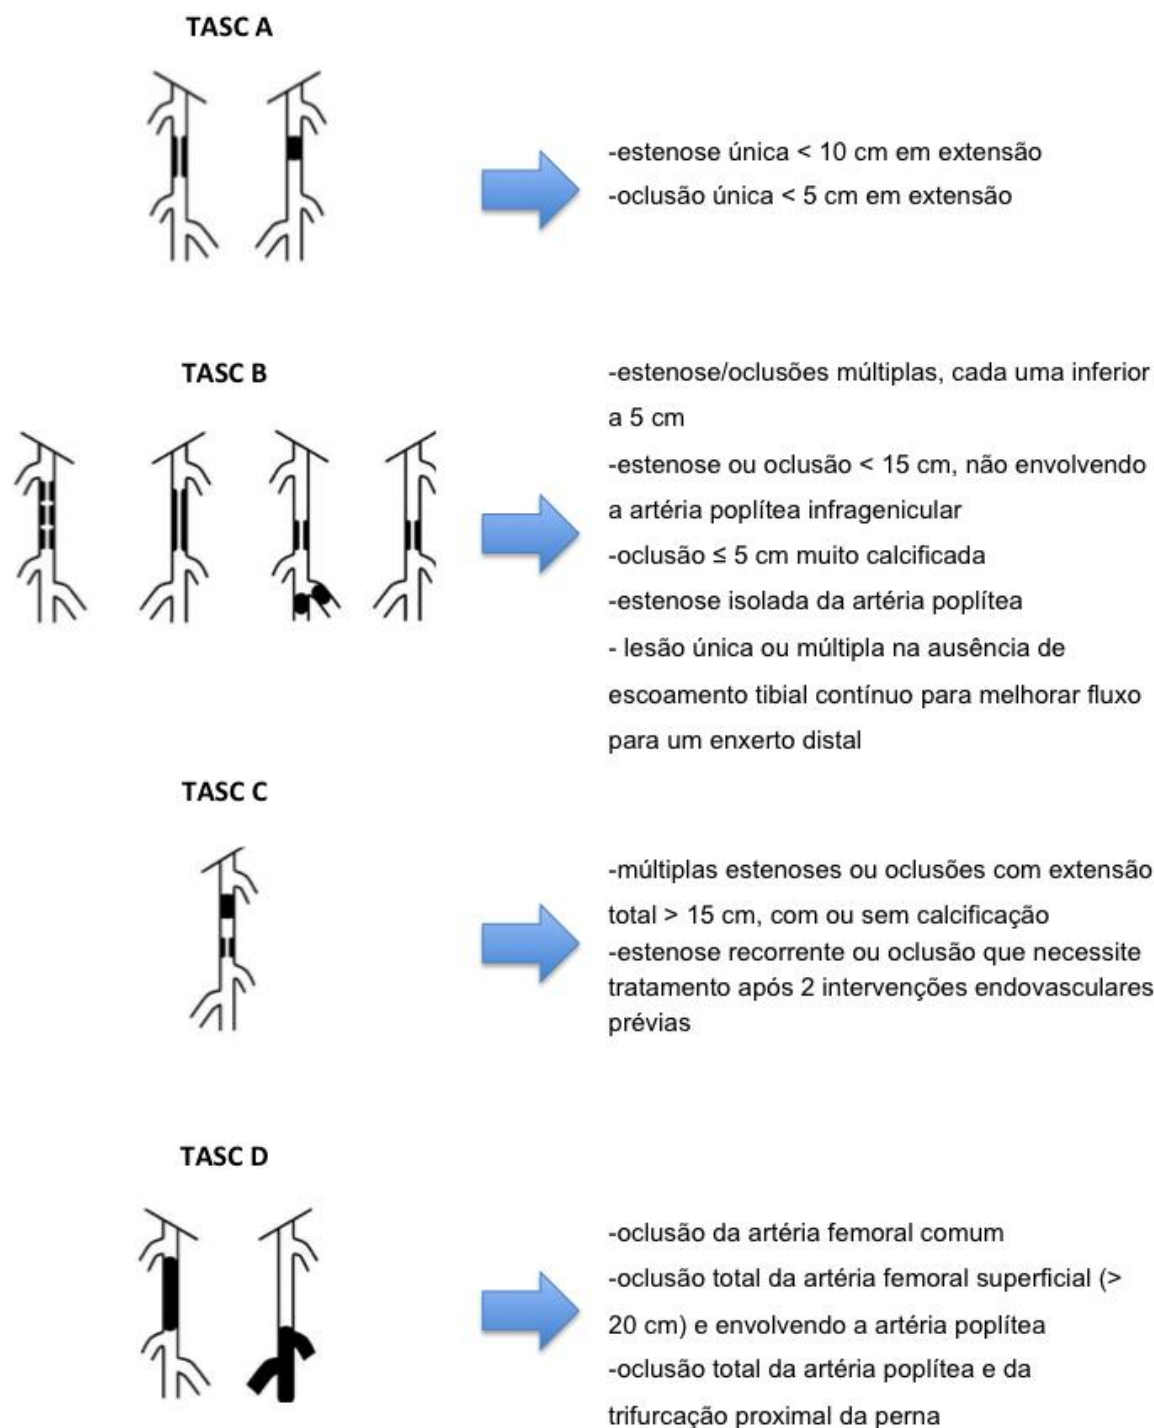 TASC A
-estenose única < 10 cm em extensão
-oclusão única < 5 cm em extensão
TASC B
-estenose/oclusões múltiplas, cada uma inferior
a 5 cm
-estenose ou oclusão < 15 cm, não envolvendo
a artéria poplítea infragenicular
-oclusão ≤ 5 cm muito calcificada
-estenose isolada da artéria poplítea
- lesão única ou múltipla na ausência de
escoamento tibial contínuo para melhorar fluxo
para um enxerto distal
TASC C
-múltiplas estenoses ou oclusões com extensão
total > 15 cm, com ou sem calcificação
-estenose recorrente ou oclusão que necessite
tratamento após 2 intervenções endovasculares
prévias
TASC D
-oclusão da artéria femoral comum
-oclusão total da artéria femoral superficial (>
20 cm) e envolvendo a artéria poplítea
-oclusão total da artéria poplítea e da
trifurcação proximal da perna